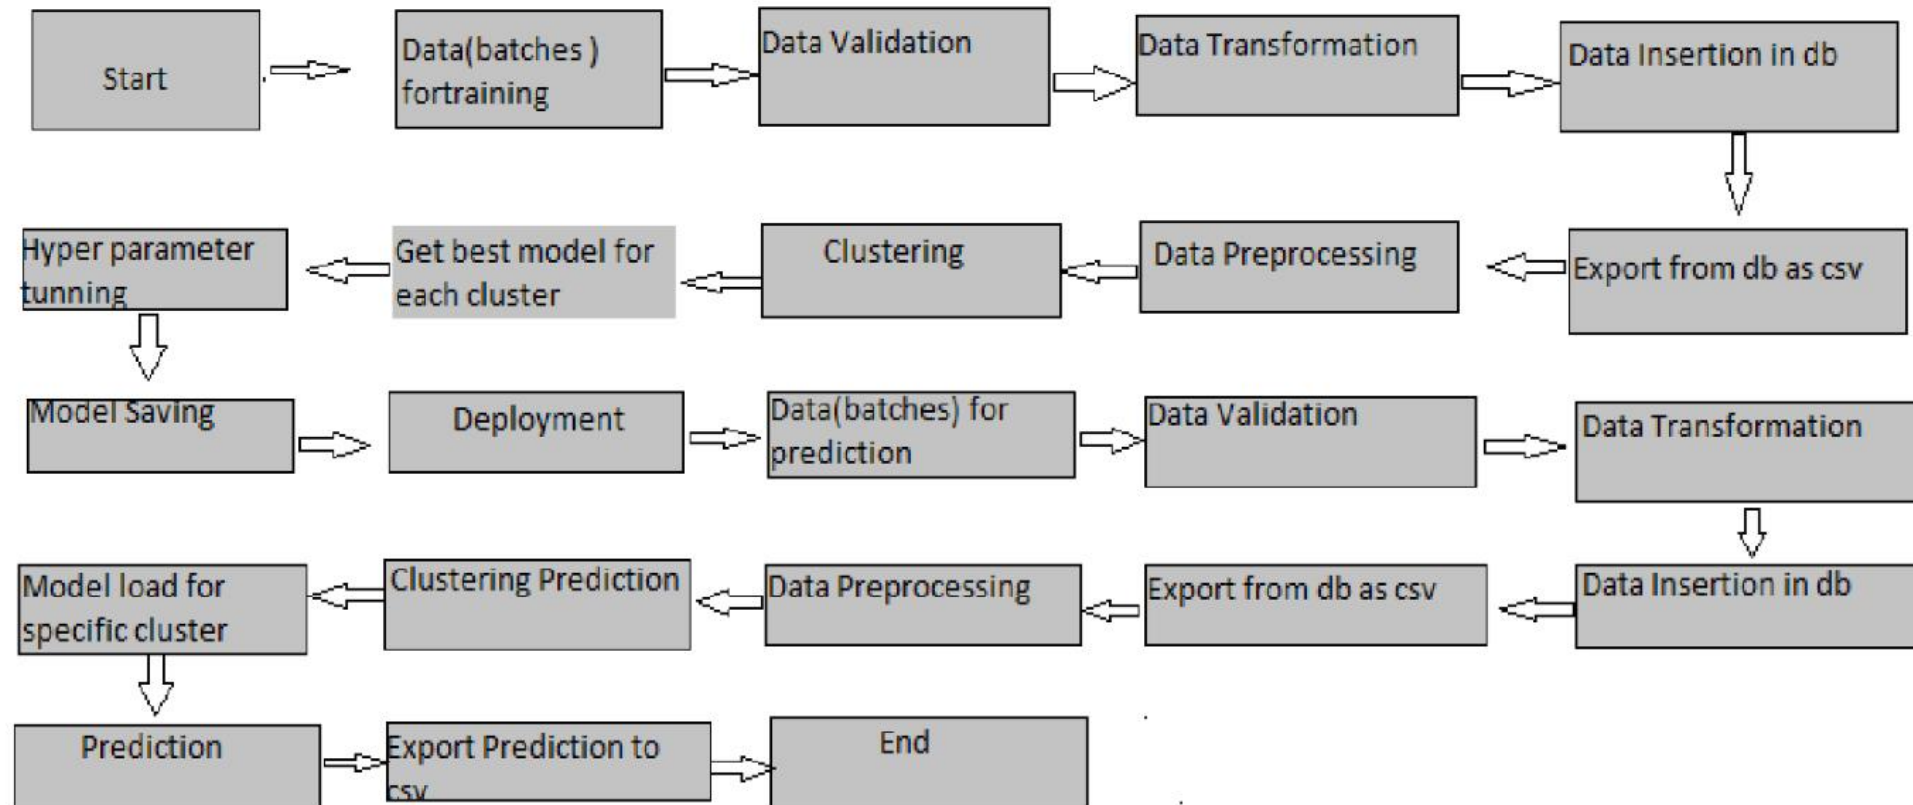 Start
Data(batches )
fortraining
Data Validation
Data Transformation
Data Insertion in db
Hyper parameter
tunning
Get best model for
each cluster
Clustering
Data Preprocessing
Export from db as csv
Model Saving
Deployment
Data(batches) for
prediction
Data Validation
Data Transformation
Model load for
specific cluster
Clustering Prediction
Data Preprocessing
Export from db as csv
Data Insertion in db
Prediction
Export Prediction to
csv
End